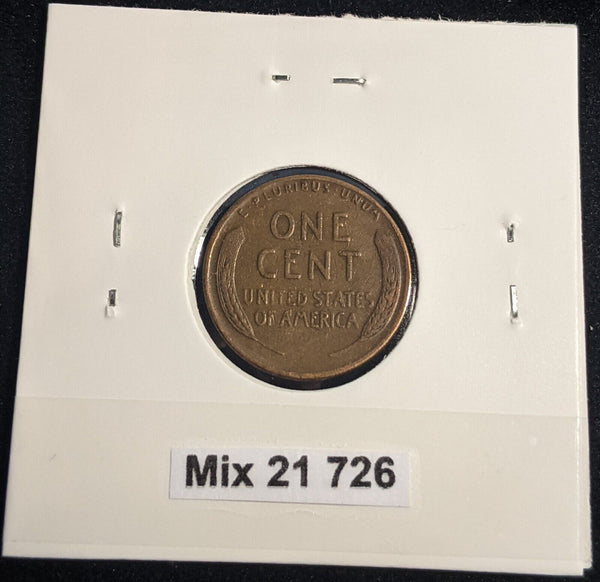 E·PLURIBUS·UNUM
ONE
CENT
UNITED STATES
OF AMERICA
Mix 21 726